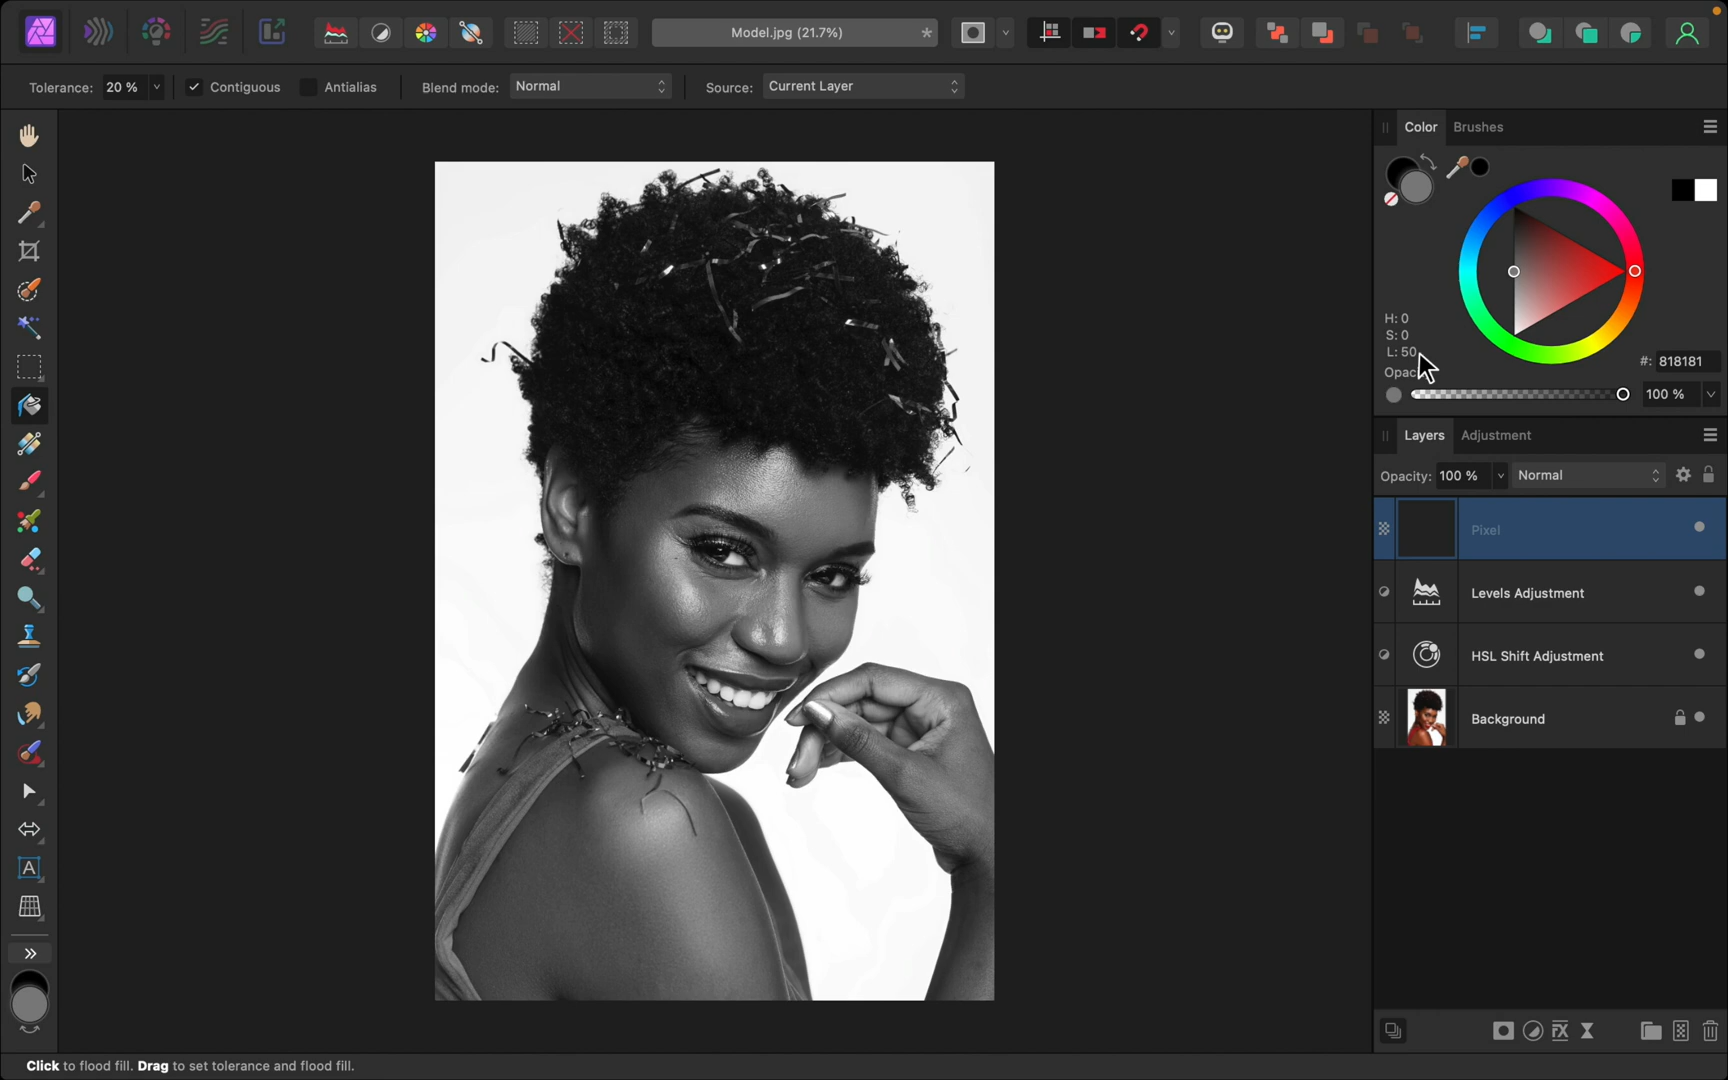 Model.jpg (21.7%)
*
Tolerance: 20 % Contiguous Antialias Blend mode: Normal Source: Current Layer
Color Brushes
H: 0
S: 0
L: 50
#: 818181
100 %
Layers Adjustment
Opacity: 100 % Normal
Pixel
Levels Adjustment
HSL Shift Adjustment
Background
A
FX
Click to flood fill. Drag to set tolerance and flood fill.